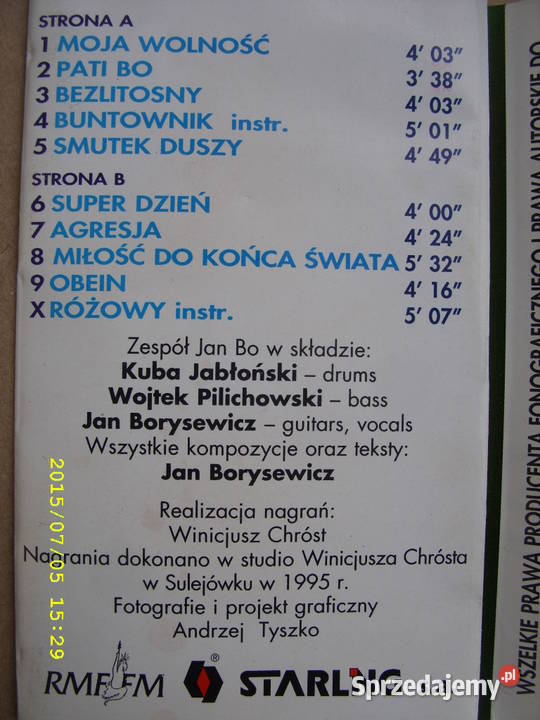 STRONA A
1 MOJA WOLNOŚĆ 4' 03"
2 PATI BO 3' 38"
3 BEZLITOSNY 4' 03"
4 BUNTOWNIK instr. 5' 01"
5 SMUTEK DUSZY 4' 49"
STRONA B
6 SUPER DZIEŃ 4' 00"
7 AGRESJA 4' 24"
8 MIŁOŚĆ DO KOŃCA ŚWIATA 5' 32"
9 OBEIN 4' 16"
X RÓŻOWY instr. 5' 07"
Zespół Jan Bo w składzie:
Kuba Jabłoński – drums
Wojtek Pilichowski – bass
Jan Borysewicz – guitars, vocals
Wszystkie kompozycje oraz teksty:
Jan Borysewicz
Realizacja nagrań:
Winicjusz Chróst
Nagrania dokonano w studio Winicjusza Chrósta
w Sulejówku w 1995 r.
Fotografie i projekt graficzny
Andrzej Tyszko
RMF FM
Sprzedajemy.pl
2015/07/05 15:29
WSZELKIE PRAWA PRODUCENTA FONOGRAFICZNEGO I PRAWA AUTORSKIE DO